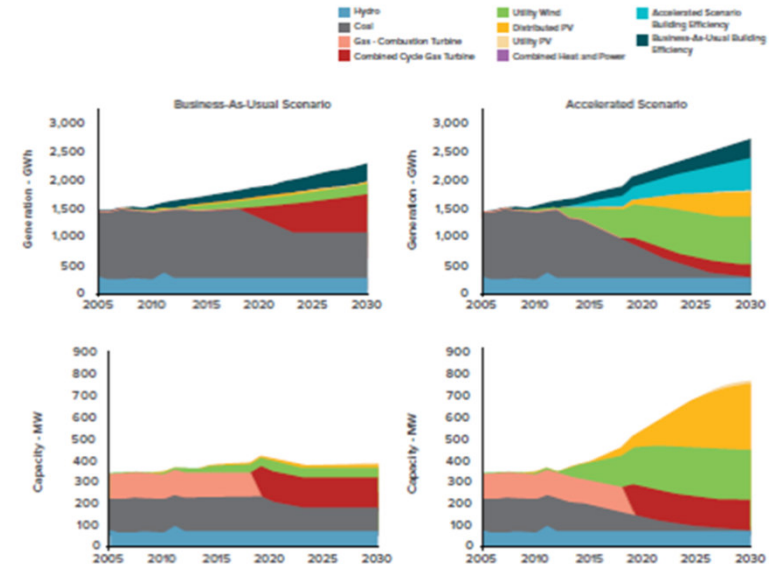 Hydro
Coal
Gas - Combustion Turbine
Combined Cycle Gas Turbine
Utility Wind
Distributed PV
Utility PV
Combined Heat and Power
Accelerated Scenario
Building Efficiency
Business-As-Usual Building
Efficiency
Business-As-Usual Scenario
Generation - GWh
3,000
2,500
2,000
1,500
1,000
500
0
2005 2010 2015 2020 2025 2030
Accelerated Scenario
Generation - GWh
3,000
2,500
2,000
1,500
1,000
500
0
2005 2010 2015 2020 2025 2030
Capacity - MW
900
800
700
600
500
400
300
200
100
0
2005 2010 2015 2020 2025 2030
Capacity - MW
900
800
700
600
500
400
300
200
100
0
2005 2010 2015 2020 2025 2030